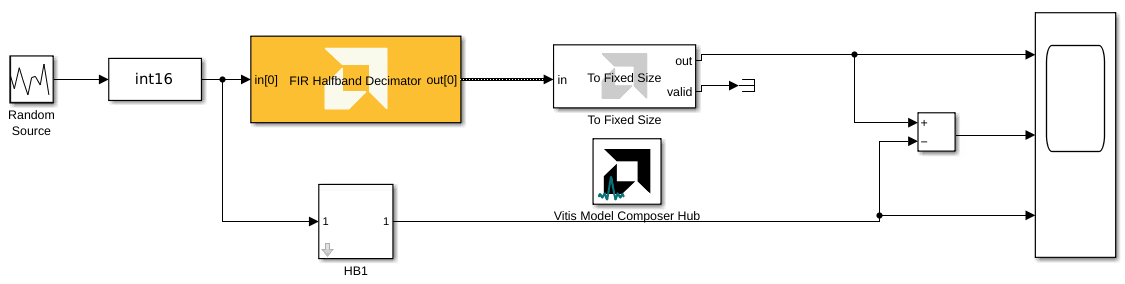 Random
Source
int16
in[0] FIR Halfband Decimator out[0]
in To Fixed Size out
valid
To Fixed Size
Vitis Model Composer Hub
1 1
HB1
+
−